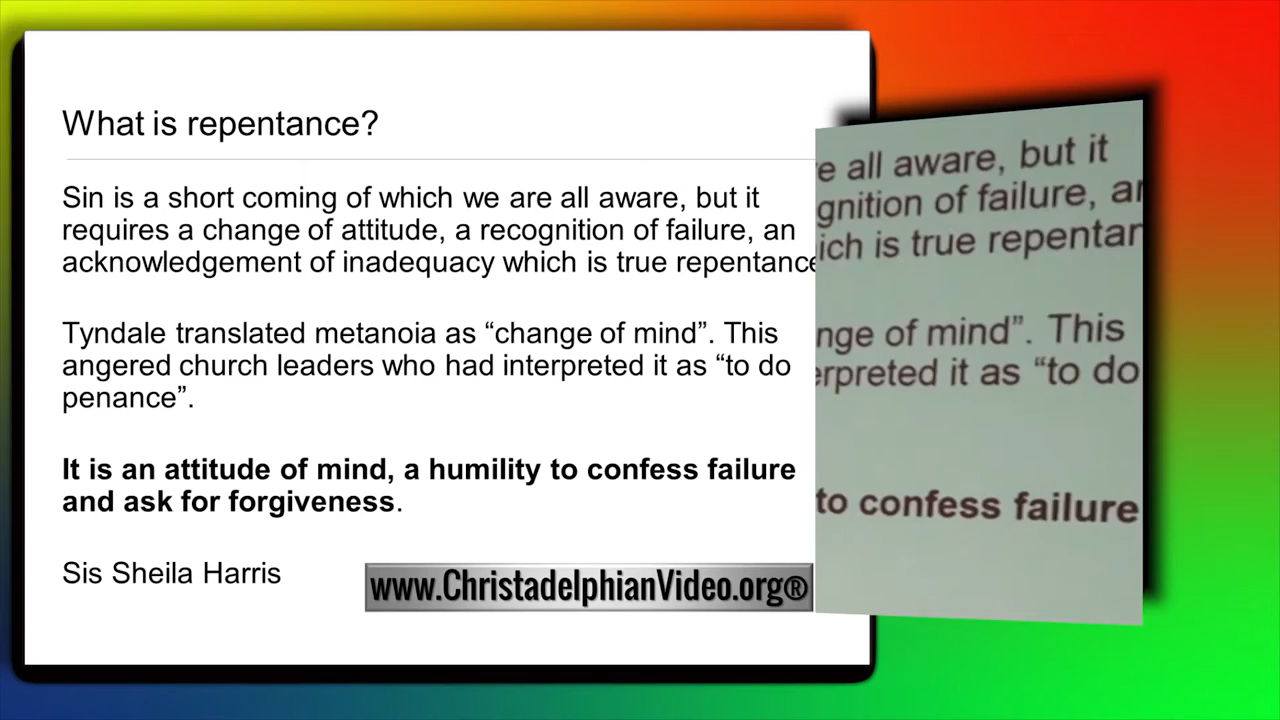 What is repentance?
Sin is a short coming of which we are all aware, but it
requires a change of attitude, a recognition of failure, an
acknowledgement of inadequacy which is true repentance
Tyndale translated metanoia as “change of mind”. This
angered church leaders who had interpreted it as “to do
penance”.
It is an attitude of mind, a humility to confess failure
and ask for forgiveness.
Sis Sheila Harris
www.ChristadelphianVideo.org®
e all aware, but it
gnition of failure, an
ich is true repentan
nge of mind”. This
erpreted it as “to do
to confess failure